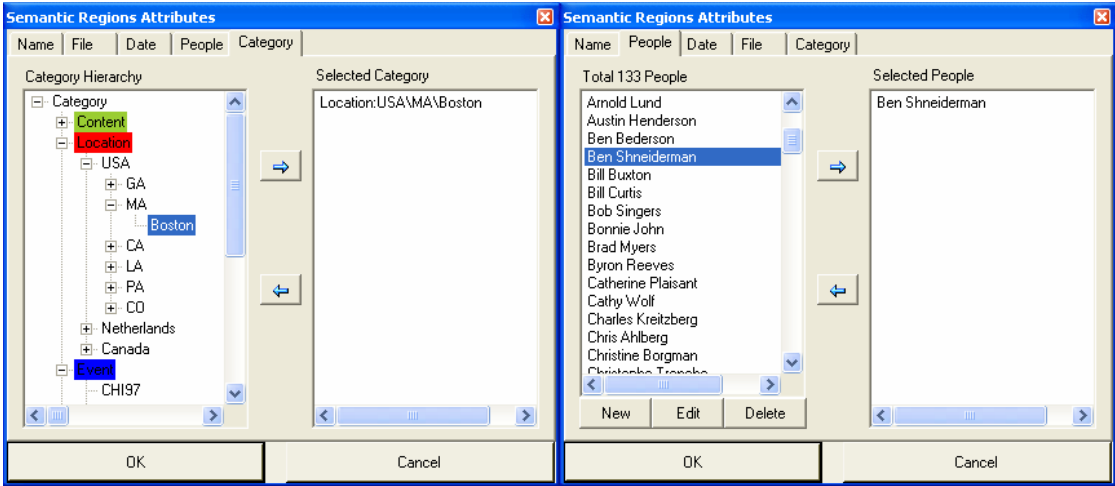 Semantic Regions Attributes
Name File Date People Category
Category Hierarchy
Selected Category
Category
Content
Location
USA
GA
MA
Boston
CA
LA
PA
CO
Netherlands
Canada
Event
CHI97
Location:USA\MA\Boston
OK
Cancel
Semantic Regions Attributes
Name People Date File Category
Total 133 People
Selected People
Arnold Lund
Austin Henderson
Ben Bederson
Ben Shneiderman
Bill Buxton
Bill Curtis
Bob Singers
Bonnie John
Brad Myers
Byron Reeves
Catherine Plaisant
Cathy Wolf
Charles Kreitzberg
Chris Ahlberg
Christine Borgman
Ben Shneiderman
New Edit Delete
OK
Cancel